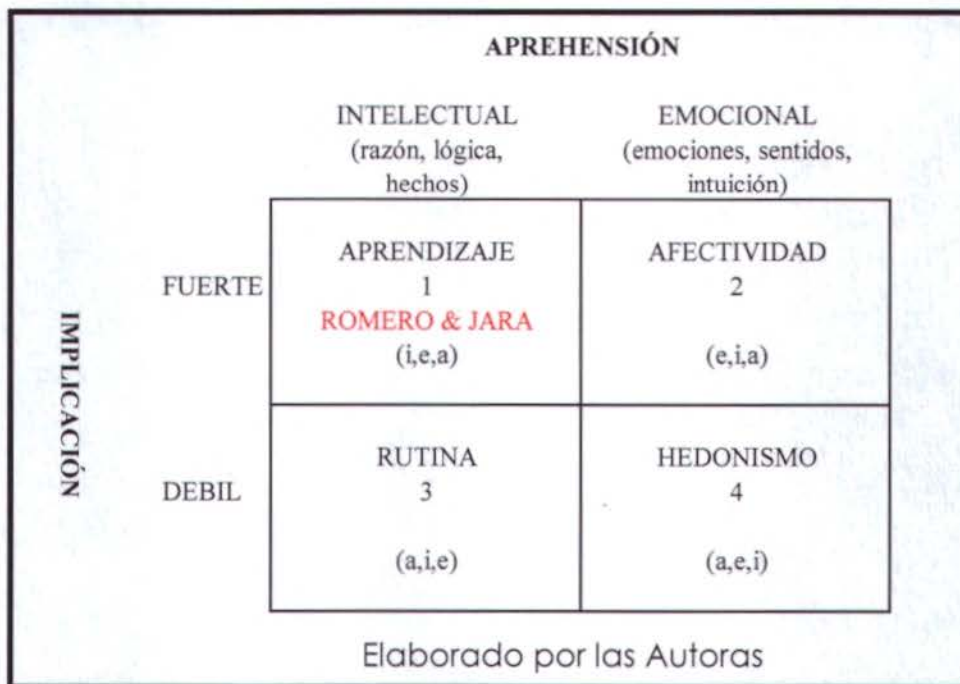 APREHENSIÓN
INTELECTUAL
(razón, lógica,
hechos)
EMOCIONAL
(emociones, sentidos,
intuición)
IMPLICACIÓN
FUERTE
APRENDIZAJE
1
ROMERO & JARA
(i,e,a)
AFECTIVIDAD
2
(e,i,a)
DEBIL
RUTINA
3
(a,i,e)
HEDONISMO
4
(a,e,i)
Elaborado por las Autoras